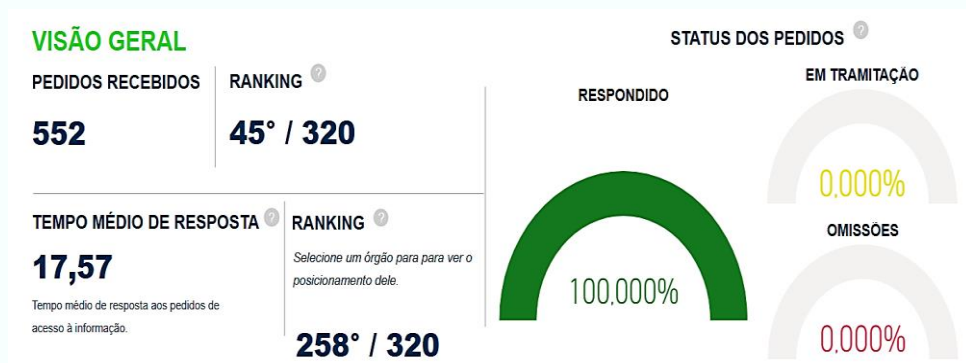 VISÃO GERAL
PEDIDOS RECEBIDOS
552
RANKING ?
45° / 320
TEMPO MÉDIO DE RESPOSTA ?
17,57
Tempo médio de resposta aos pedidos de
acesso à informação.
RANKING ?
Selecione um órgão para para ver o
posicionamento dele.
258° / 320
STATUS DOS PEDIDOS ?
RESPONDIDO
100,000%
EM TRAMITAÇÃO
0,000%
OMISSÕES
0,000%